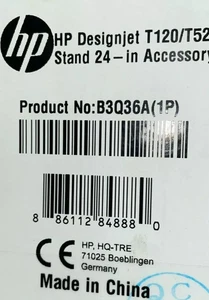 hp HP Designjet T120/T52
Stand 24-in Accessory
Product No:B3Q36A(1P)
8 86112 84888 0
CE HP, HQ-TRE
71025 Boeblingen
Germany
Made in China
QC